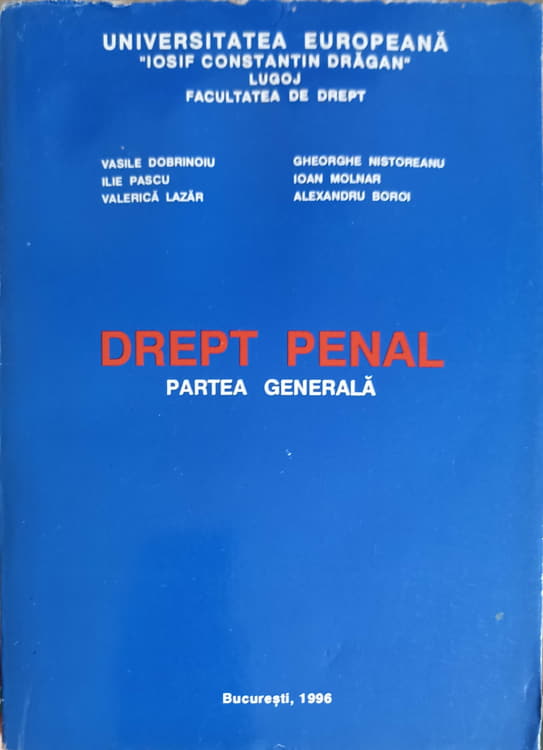 UNIVERSITATEA EUROPEANĂ
"IOSIF CONSTANTIN DRĂGAN"
LUGOJ
FACULTATEA DE DREPT
VASILE DOBRINOIU
ILIE PASCU
VALERICĂ LAZĂR
GHEORGHE NISTOREANU
IOAN MOLNAR
ALEXANDRU BOROI
DREPT PENAL
PARTEA GENERALĂ
Bucureşti, 1996